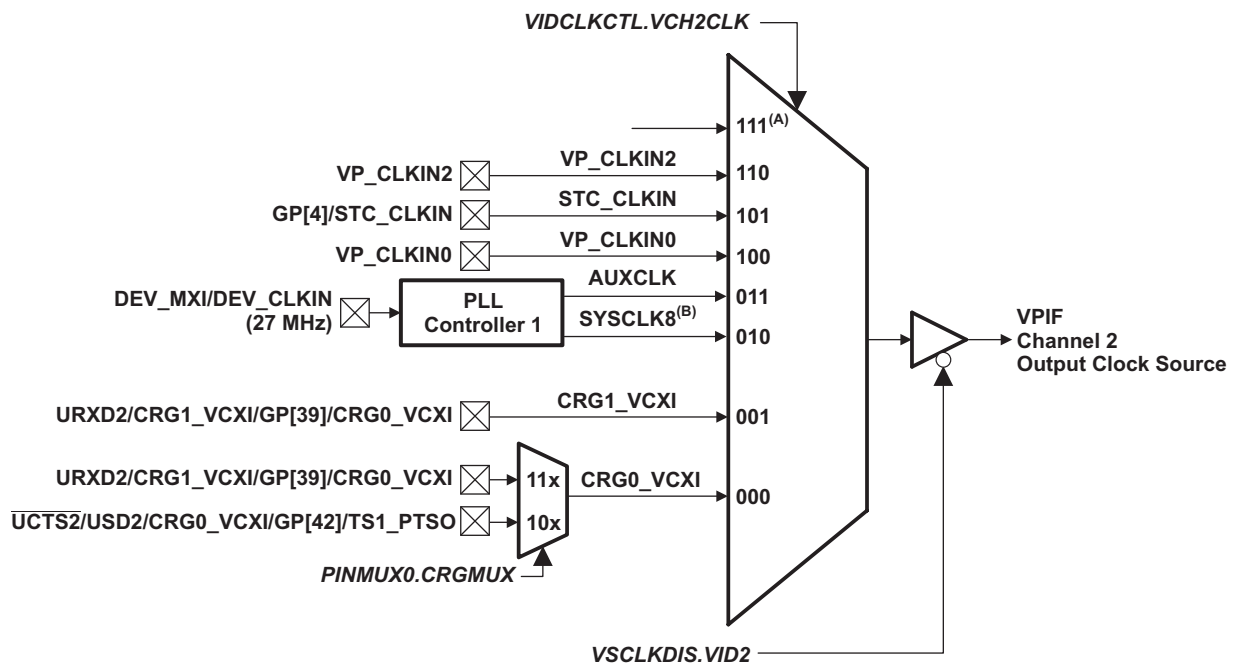 VIDCLKCTL.VCH2CLK
111(A)
VP_CLKIN2 VP_CLKIN2 110
GP[4]/STC_CLKIN STC_CLKIN 101
VP_CLKIN0 VP_CLKIN0 100
DEV_MXI/DEV_CLKIN
(27 MHz)
PLL
Controller 1
AUXCLK 011
SYSCLK8(B) 010
VPIF
Channel 2
Output Clock Source
URXD2/CRG1_VCXI/GP[39]/CRG0_VCXI CRG1_VCXI 001
URXD2/CRG1_VCXI/GP[39]/CRG0_VCXI 11x
CRG0_VCXI 000
UCTS2/USD2/CRG0_VCXI/GP[42]/TS1_PTSO 10x
PINMUX0.CRGMUX
VSCLKDIS.VID2